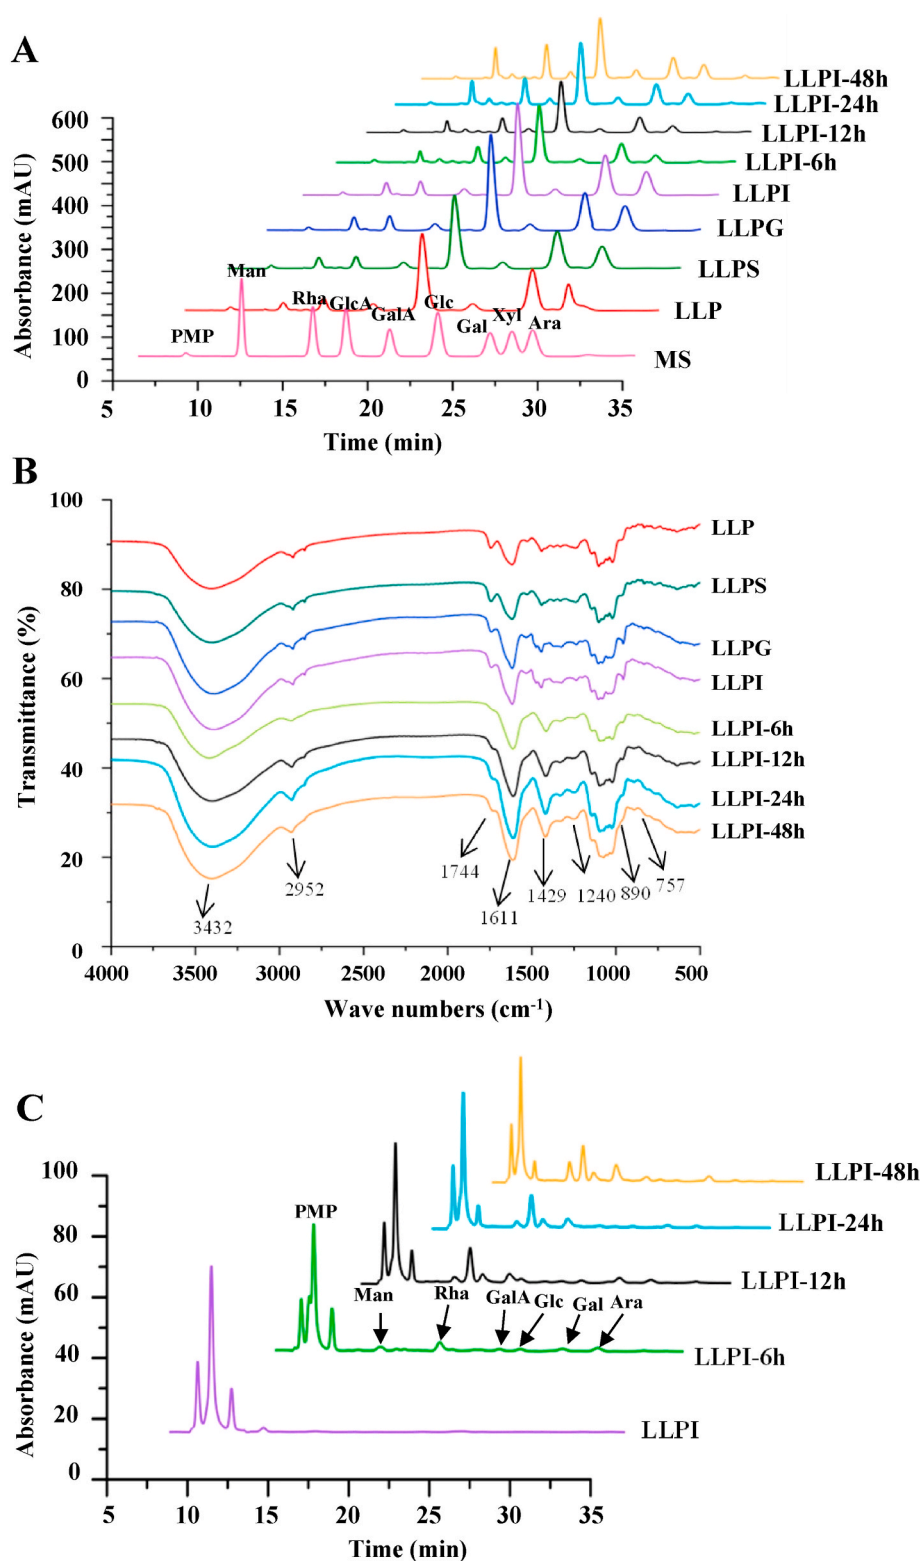 A
LLPI-48h
LLPI-24h
LLPI-12h
LLPI-6h
LLPI
LLPG
LLPS
LLP
MS
Absorbance (mAU)
600
500
400
300
200
100
0
Man
Rha
GlcA
GalA
Glc
PMP
Gal
Xyl
Ara
5 10 15 20 25 30 35
Time (min)
B
Transmittance (%)
100
80
60
40
20
0
LLP
LLPS
LLPG
LLPI
LLPI-6h
LLPI-12h
LLPI-24h
LLPI-48h
3432
2952
1744
1611
1429
1240
890
757
4000 3500 3000 2500 2000 1500 1000 500
Wave numbers (cm-1)
C
Absorbance (mAU)
100
80
60
40
20
0
LLPI-48h
LLPI-24h
LLPI-12h
LLPI-6h
LLPI
PMP
Man
Rha
GalA
Glc
Gal
Ara
5 10 15 20 25 30 35
Time (min)